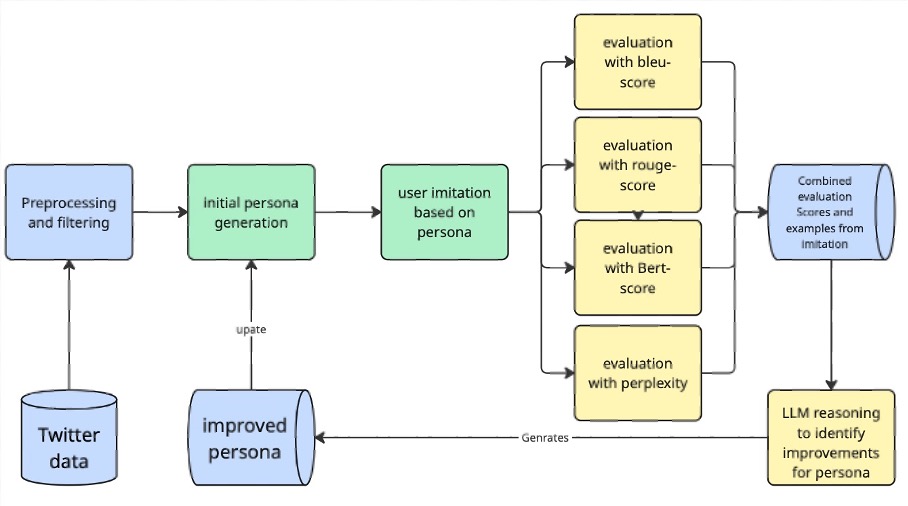 Preprocessing
and filtering
initial persona
generation
user imitation
based on
persona
evaluation
with bleu-
score
evaluation
with rouge-
score
evaluation
with Bert-
score
evaluation
with perplexity
Combined
evaluation
Scores and
examples from
imitation
upate
Twitter
data
improved
persona
Genrates
LLM reasoning
to identify
improvements
for persona